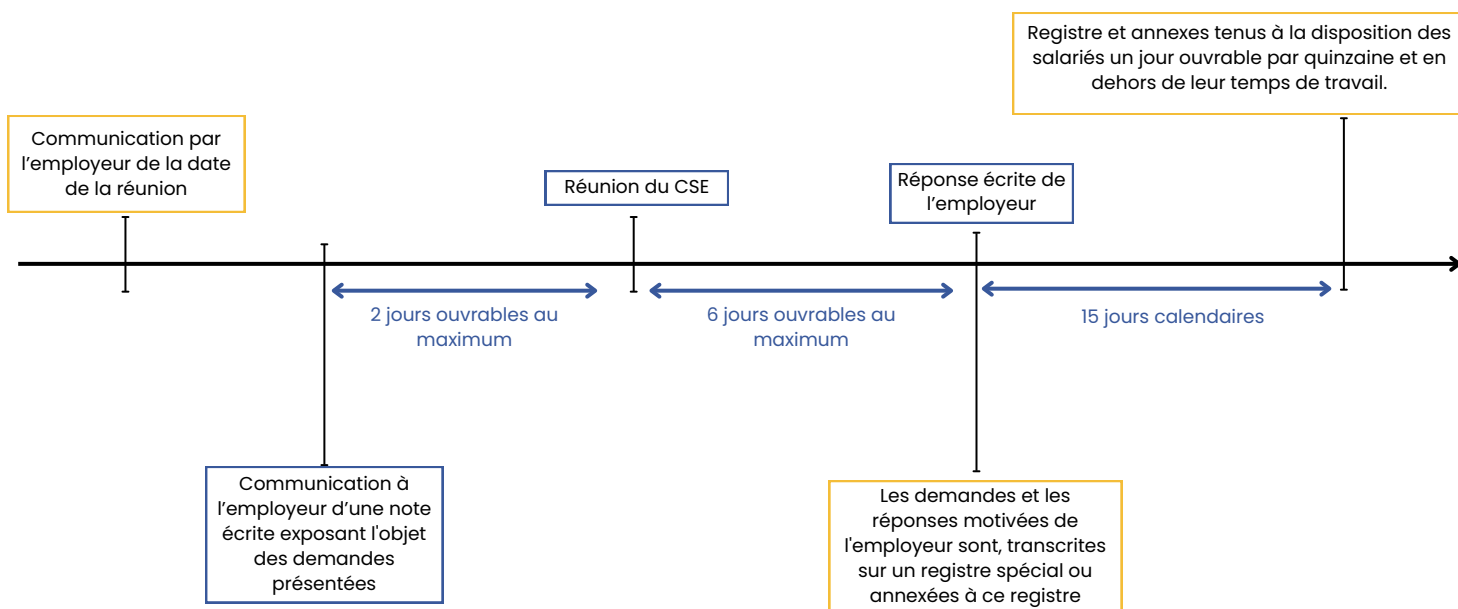 Registre et annexes tenus à la disposition des
salariés un jour ouvrable par quinzaine et en
dehors de leur temps de travail.
Communication par
l'employeur de la date
de la réunion
Réunion du CSE
Réponse écrite de
l'employeur
2 jours ouvrables au
maximum
6 jours ouvrables au
maximum
15 jours calendaires
Communication à
l'employeur d'une note
écrite exposant l'objet
des demandes
présentées
Les demandes et les
réponses motivées de
l'employeur sont, transcrites
sur un registre spécial ou
annexées à ce registre